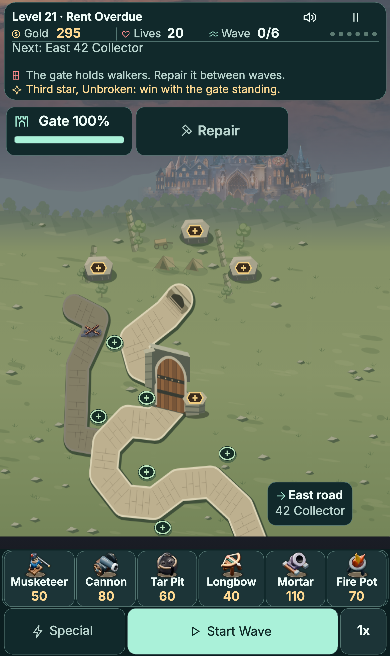 Level 21 · Rent Overdue
Gold 295 Lives 20 Wave 0/6
Next: East 42 Collector
The gate holds walkers. Repair it between waves.
Third star, Unbroken: win with the gate standing.
Gate 100%
Repair
East road
42 Collector
Musketeer Cannon Tar Pit Longbow Mortar Fire Pot
50 80 60 40 110 70
Special Start Wave 1x